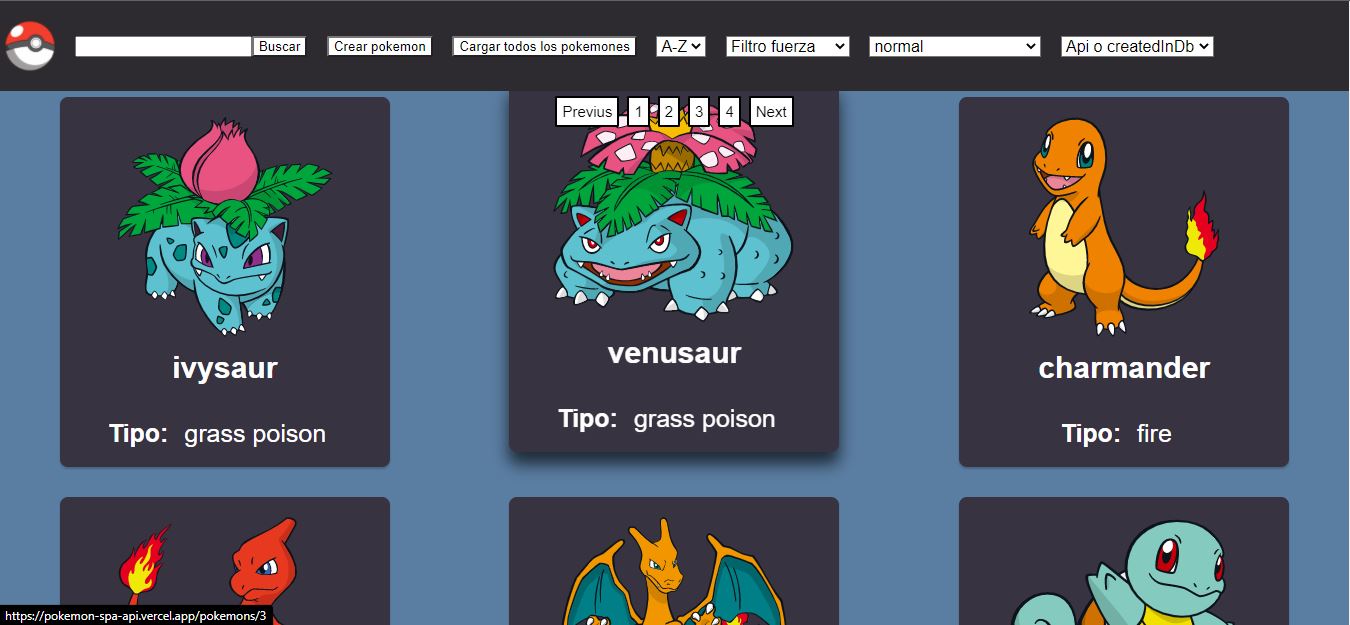 Buscar Crear pokemon Cargar todos los pokemones A-Z Filtro fuerza normal Api o createdInDb
Previus 1 2 3 4 Next
ivysaur
venusaur
charmander
Tipo: grass poison
Tipo: grass poison
Tipo: fire
https://pokemon-spa-api.vercel.app/pokemons/3